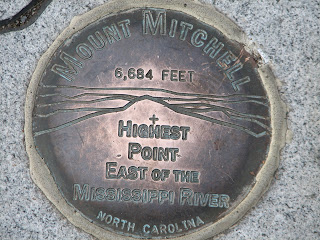 MOUNT MITCHELL
6,684 FEET
HIGHEST
POINT
EAST OF THE
MISSISSIPPI RIVER
NORTH CAROLINA